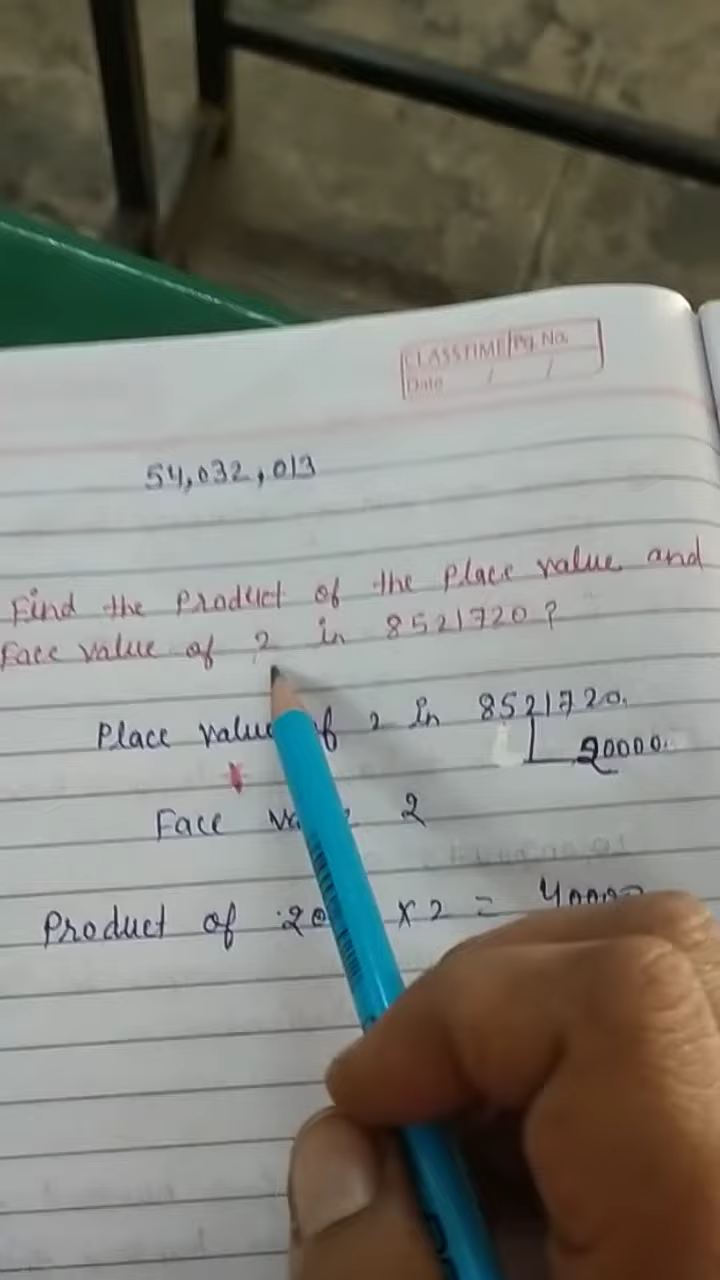 CLASSTIME Pg. No.
Date / /
54,032,013
Find the Product of the Place value and
Face value of 2 in 8521720?
Place value of 2 in 8521720.
20000.
Face 2
Product of × 2 =